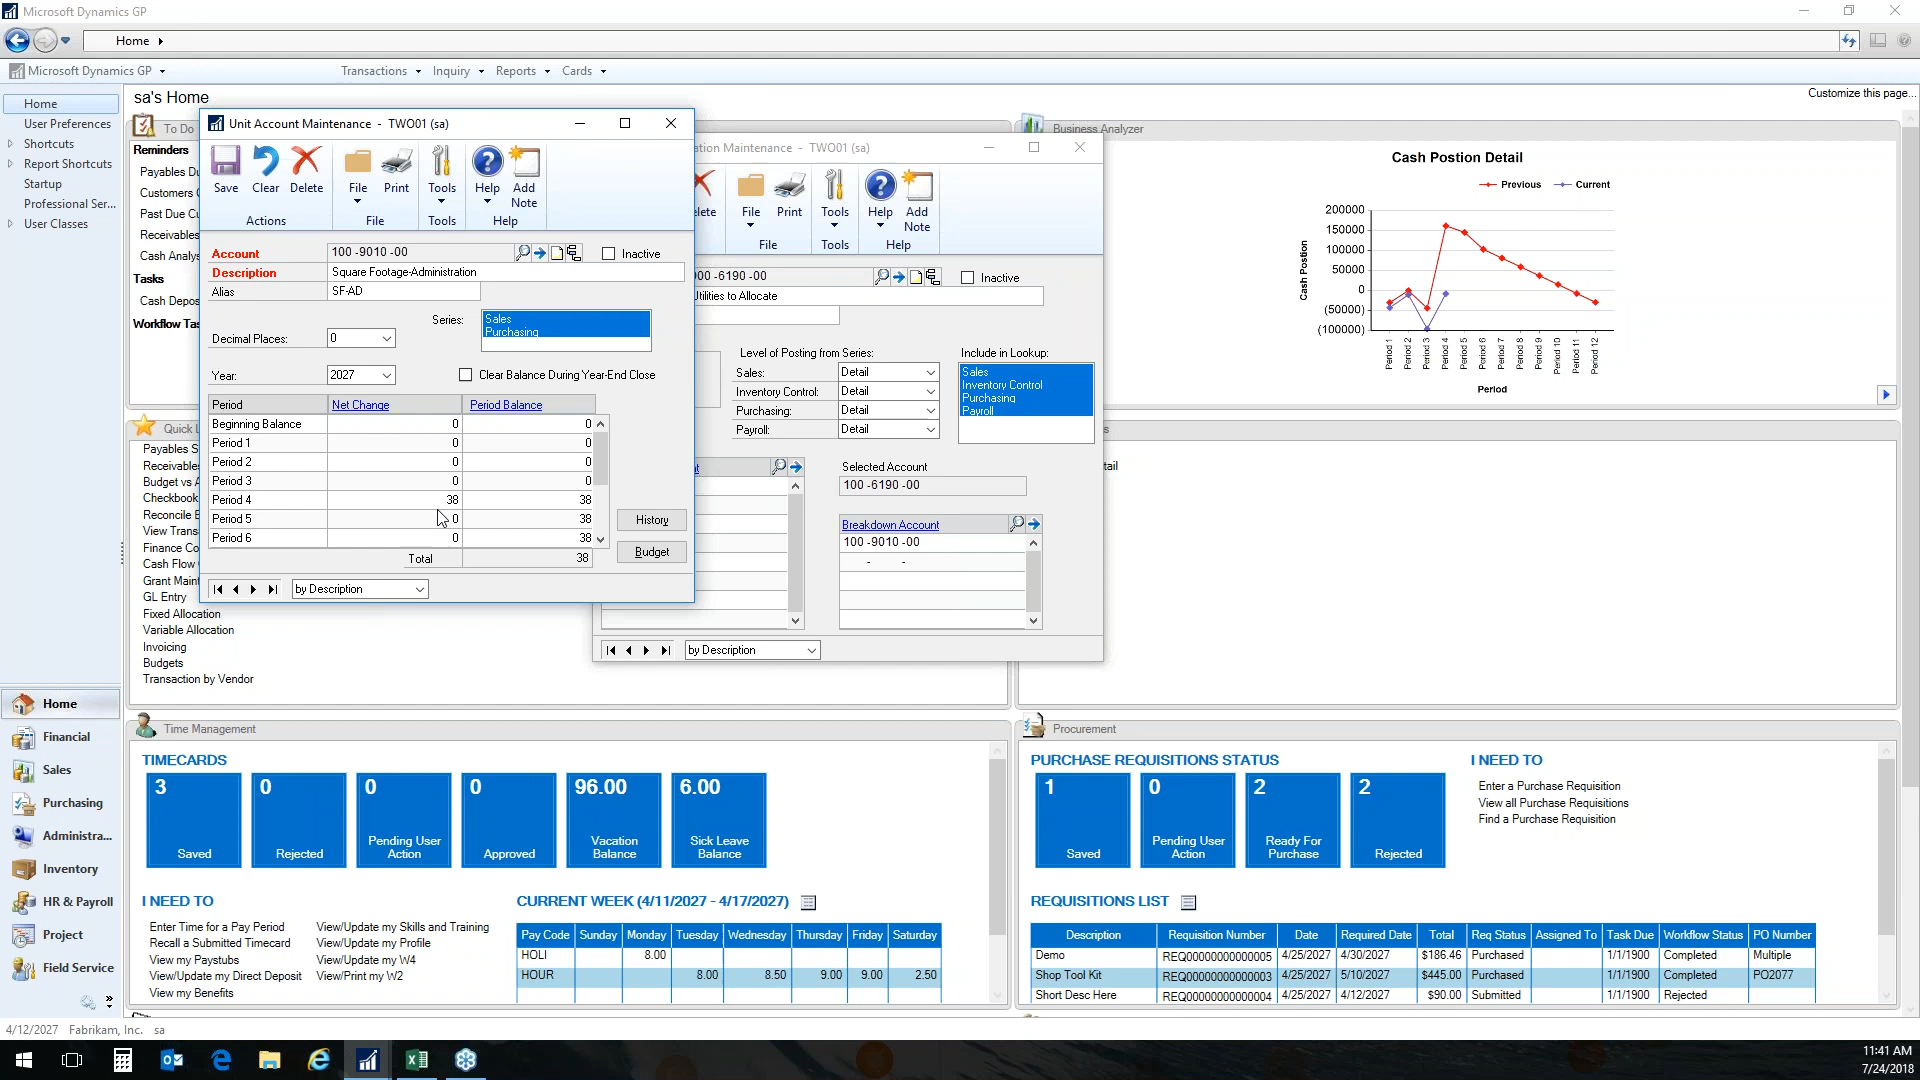 Microsoft Dynamics GP
Home
Microsoft Dynamics GP
Transactions Inquiry Reports Cards
Home
User Preferences
Shortcuts
Report Shortcuts
Startup
Professional Ser...
User Classes
sa's Home
Customize this page...
To Do
Reminders
Payables Du
Customers
Past Due Cu
Receivables
Cash Analys
Tasks
Cash Depos
Workflow Tas
Quick L
Payables S
Receivable
Budget vs A
Checkbook
Reconcile B
View Trans
Finance Co
Cash Flow
Grant Main
GL Entry
Fixed Allocation
Variable Allocation
Invoicing
Budgets
Transaction by Vendor
Unit Account Maintenance - TWO01 (sa)
Save Clear Delete File Print Tools Help Add Note
Actions File Tools Help
Account 100 -9010 -00 Inactive
Description Square Footage-Administration
Alias SF-AD
Series: Sales
Purchasing
Decimal Places: 0
Year: 2027 Clear Balance During Year-End Close
Period Net Change Period Balance
Beginning Balance 0 0
Period 1 0 0
Period 2 0 0
Period 3 0 0
Period 4 38 38
Period 5 0 38
Period 6 0 38
Total 38
History
Budget
by Description
ation Maintenance - TWO01 (sa)
elete File Print Tools Help Add Note
File Tools Help
000 -6190 -00 Inactive
Utilities to Allocate
Level of Posting from Series: Include in Lookup:
Sales: Detail
Inventory Control: Detail
Purchasing: Detail
Payroll: Detail
Sales
Inventory Control
Purchasing
Payroll
Selected Account
100 -6190 -00
Breakdown Account
100 -9010 -00
- -
by Description
Business Analyzer
Cash Postion Detail
Previous Current
200000
150000
100000
50000
0
(50000)
(100000)
Cash Postion
Period 1
Period 2
Period 3
Period 4
Period 5
Period 6
Period 7
Period 8
Period 9
Period 10
Period 11
Period 12
Period
s
tail
Home
Financial
Sales
Purchasing
Administra...
Inventory
HR & Payroll
Project
Field Service
Time Management
TIMECARDS
3 Saved
0 Rejected
0 Pending User Action
0 Approved
96.00 Vacation Balance
6.00 Sick Leave Balance
I NEED TO
Enter Time for a Pay Period
Recall a Submitted Timecard
View my Paystubs
View/Update my Direct Deposit
View my Benefits
View/Update my Skills and Training
View/Update my Profile
View/Update my W4
View/Print my W2
CURRENT WEEK (4/11/2027 - 4/17/2027)
Pay Code Sunday Monday Tuesday Wednesday Thursday Friday Saturday
HOLI 8.00
HOUR 8.00 8.50 9.00 9.00 2.50
Procurement
PURCHASE REQUISITIONS STATUS
1 Saved
0 Pending User Action
2 Ready For Purchase
2 Rejected
I NEED TO
Enter a Purchase Requisition
View all Purchase Requisitions
Find a Purchase Requisition
REQUISITIONS LIST
Description Requisition Number Date Required Date Total Req Status Assigned To Task Due Workflow Status PO Number
Demo REQ00000000000005 4/25/2027 4/30/2027 $186.46 Purchased 1/1/1900 Completed Multiple
Shop Tool Kit REQ00000000000003 4/25/2027 5/10/2027 $445.00 Purchased 1/1/1900 Completed PO2077
Short Desc Here REQ00000000000004 4/25/2027 4/12/2027 $90.00 Submitted 1/1/1900 Rejected
4/12/2027 Fabrikam, Inc. sa
11:41 AM
7/24/2018